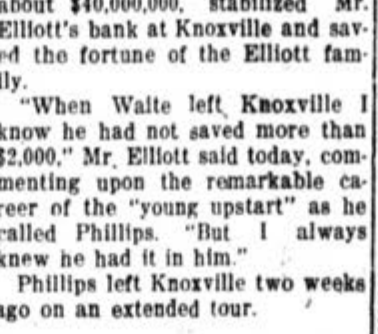 about $40,000,000, stabilized Mr.
Elliott's bank at Knoxville and sav-
ed the fortune of the Elliott fam-
ily.
"When Waite left Knoxville I
know he had not saved more than
$2,000." Mr. Elliott said today, com-
menting upon the remarkable ca-
reer of the "young upstart" as he
called Phillips. "But I always
knew he had it in him."
Phillips left Knoxville two weeks
ago on an extended tour.